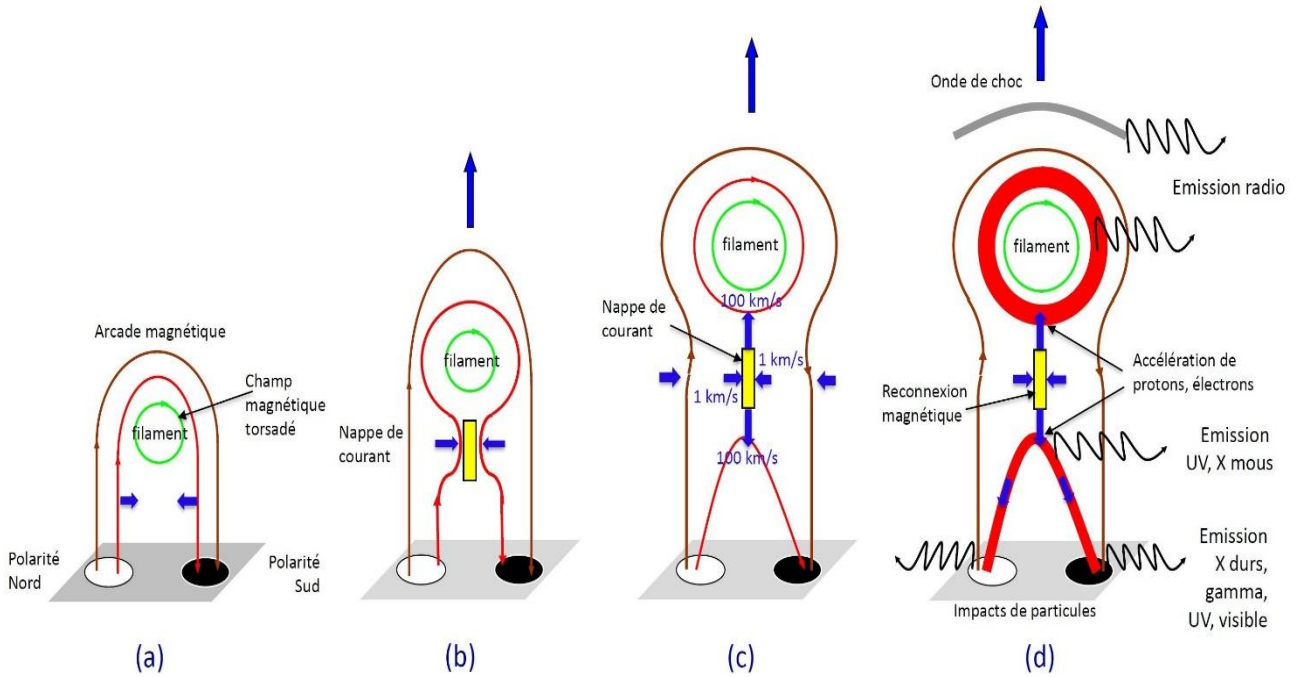 Arcade magnétique
filament
Champ
magnétique
torsadé
Polarité
Nord
Polarité
Sud
(a)
filament
Nappe de
courant
(b)
filament
Nappe de
courant
100 km/s
1 km/s
1 km/s
100 km/s
(c)
Onde de choc
Emission radio
filament
Accélération de
protons, électrons
Reconnexion
magnétique
Emission
UV, X mous
Emission
X durs,
gamma,
UV, visible
Impacts de particules
(d)